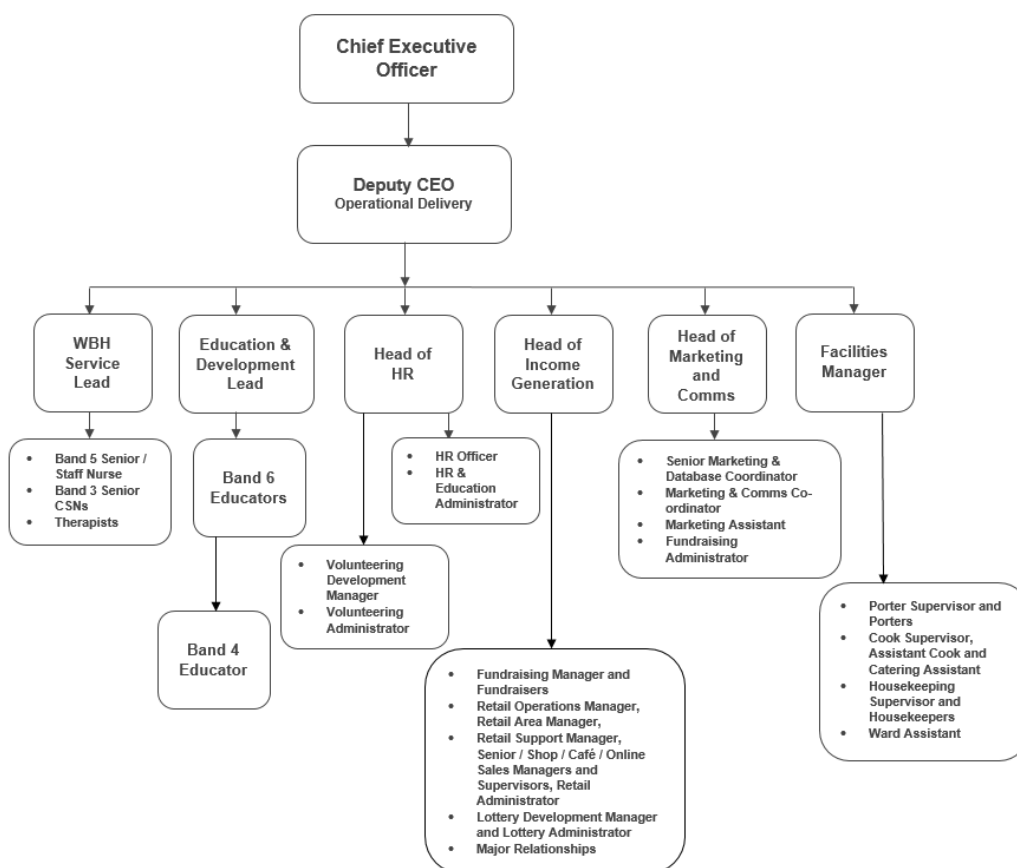 Chief Executive
Officer
Deputy CEO
Operational Delivery
WBH
Service
Lead
Education &
Development
Lead
Head of
HR
Head of
Income
Generation
Head of
Marketing
and
Comms
Facilities
Manager
• Band 5 Senior /
Staff Nurse
• Band 3 Senior
CSNs
• Therapists
Band 6
Educators
• HR Officer
• HR &
Education
Administrator
• Senior Marketing &
Database Coordinator
• Marketing & Comms Co-
ordinator
• Marketing Assistant
• Fundraising
Administrator
• Volunteering
Development
Manager
• Volunteering
Administrator
Band 4
Educator
• Porter Supervisor and
Porters
• Cook Supervisor,
Assistant Cook and
Catering Assistant
• Housekeeping
Supervisor and
Housekeepers
• Ward Assistant
• Fundraising Manager and
Fundraisers
• Retail Operations Manager,
Retail Area Manager,
• Retail Support Manager,
Senior / Shop / Café / Online
Sales Managers and
Supervisors, Retail
Administrator
• Lottery Development Manager
and Lottery Administrator
• Major Relationships